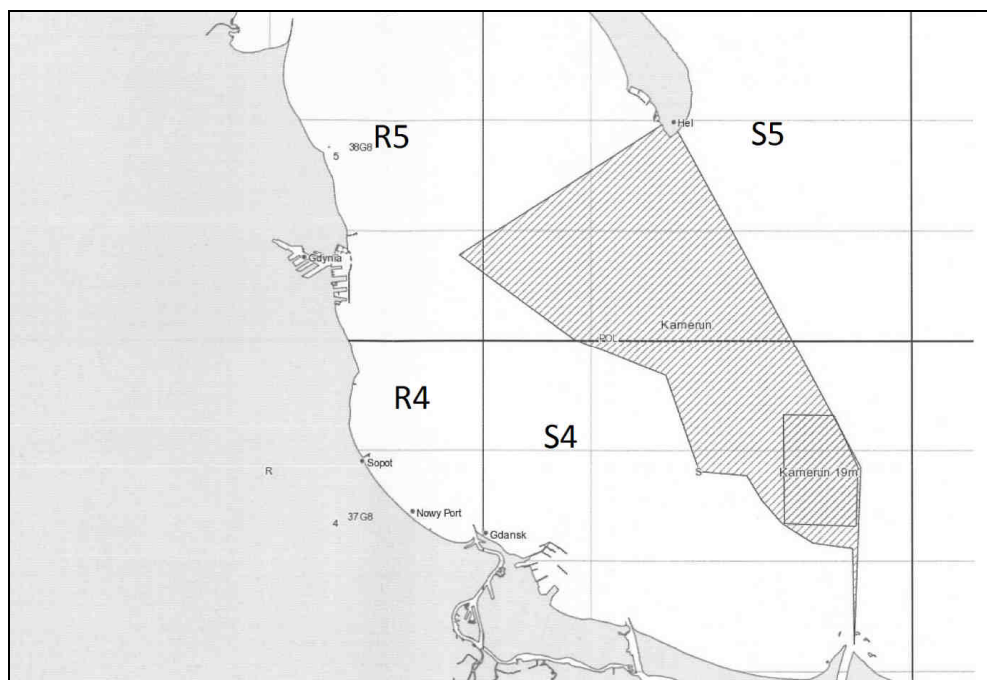 Hel
R5
S5
38G8
5
Gdynia
Kamerun
R4
S4
Sopot
R
S
Kamerun 19m
Nowy Port
37G8
4
Gdansk